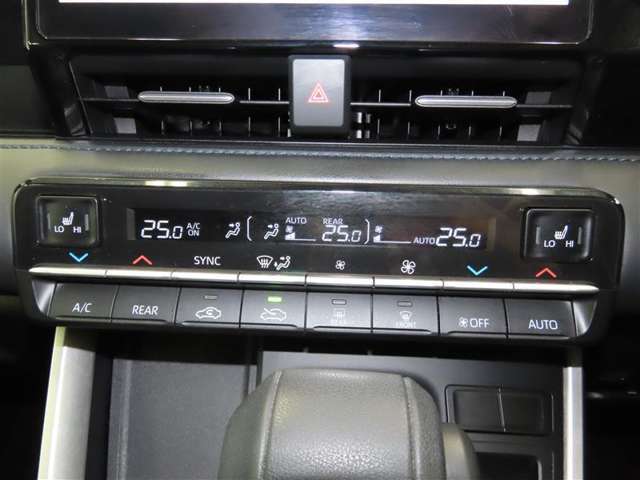 LO HI
25.0 A/C ON AUTO REAR 25.0 AUTO 25.0
LO HI
SYNC
A/C REAR REAR FRONT OFF AUTO